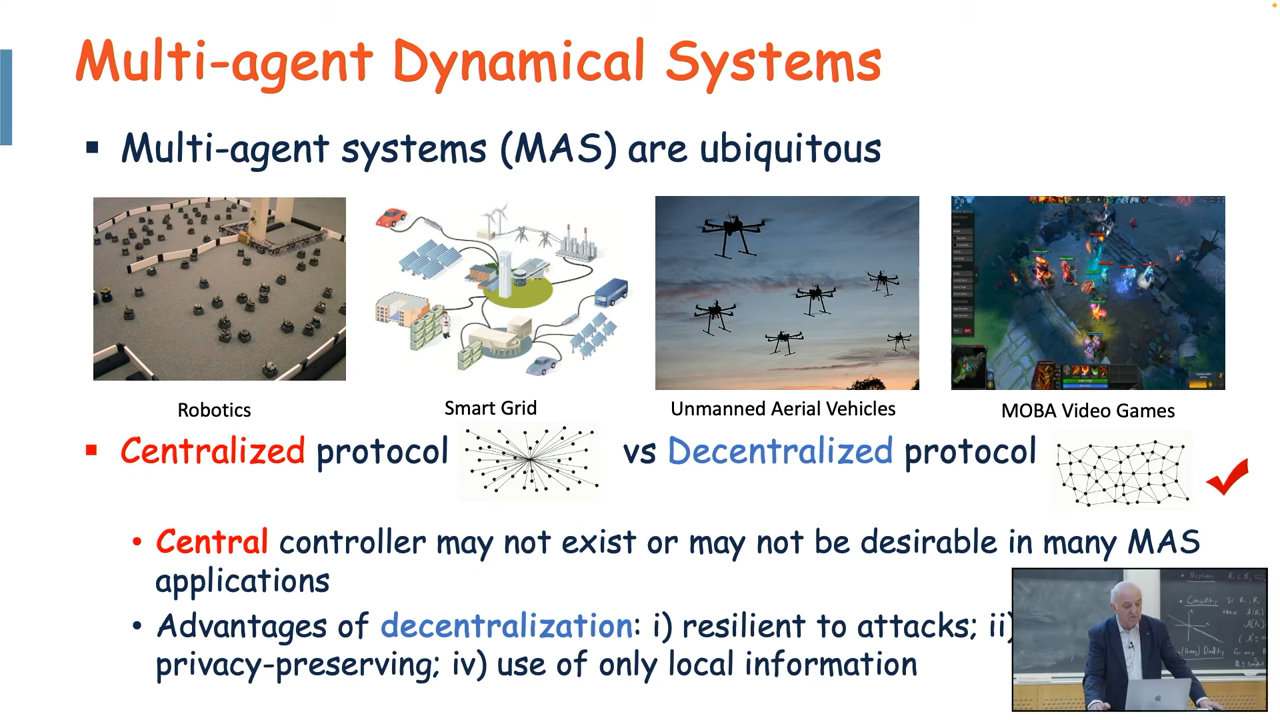 Multi-agent Dynamical Systems
▪ Multi-agent systems (MAS) are ubiquitous
Robotics
Smart Grid
Unmanned Aerial Vehicles
MOBA Video Games
▪ Centralized protocol vs Decentralized protocol
• Central controller may not exist or may not be desirable in many MAS
applications
• Advantages of decentralization: i) resilient to attacks; ii)
privacy-preserving; iv) use of only local information